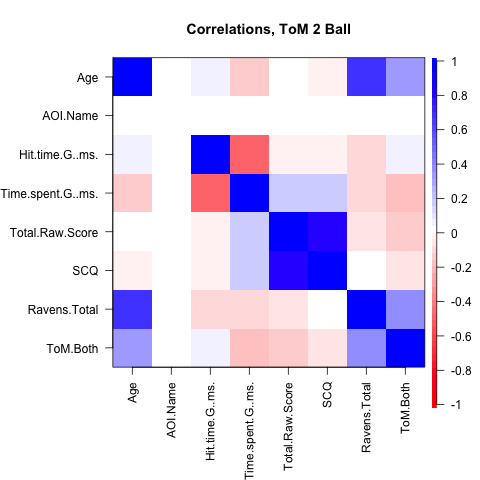 Correlations, ToM 2 Ball
Age
AOI.Name
Hit.time.G..ms.
Time.spent.G..ms.
Total.Raw.Score
SCQ
Ravens.Total
ToM.Both
1
0.8
0.6
0.4
0.2
0
-0.2
-0.4
-0.6
-0.8
-1
Age
AOI.Name
Hit.time.G..ms.
Time.spent.G..ms.
Total.Raw.Score
SCQ
Ravens.Total
ToM.Both